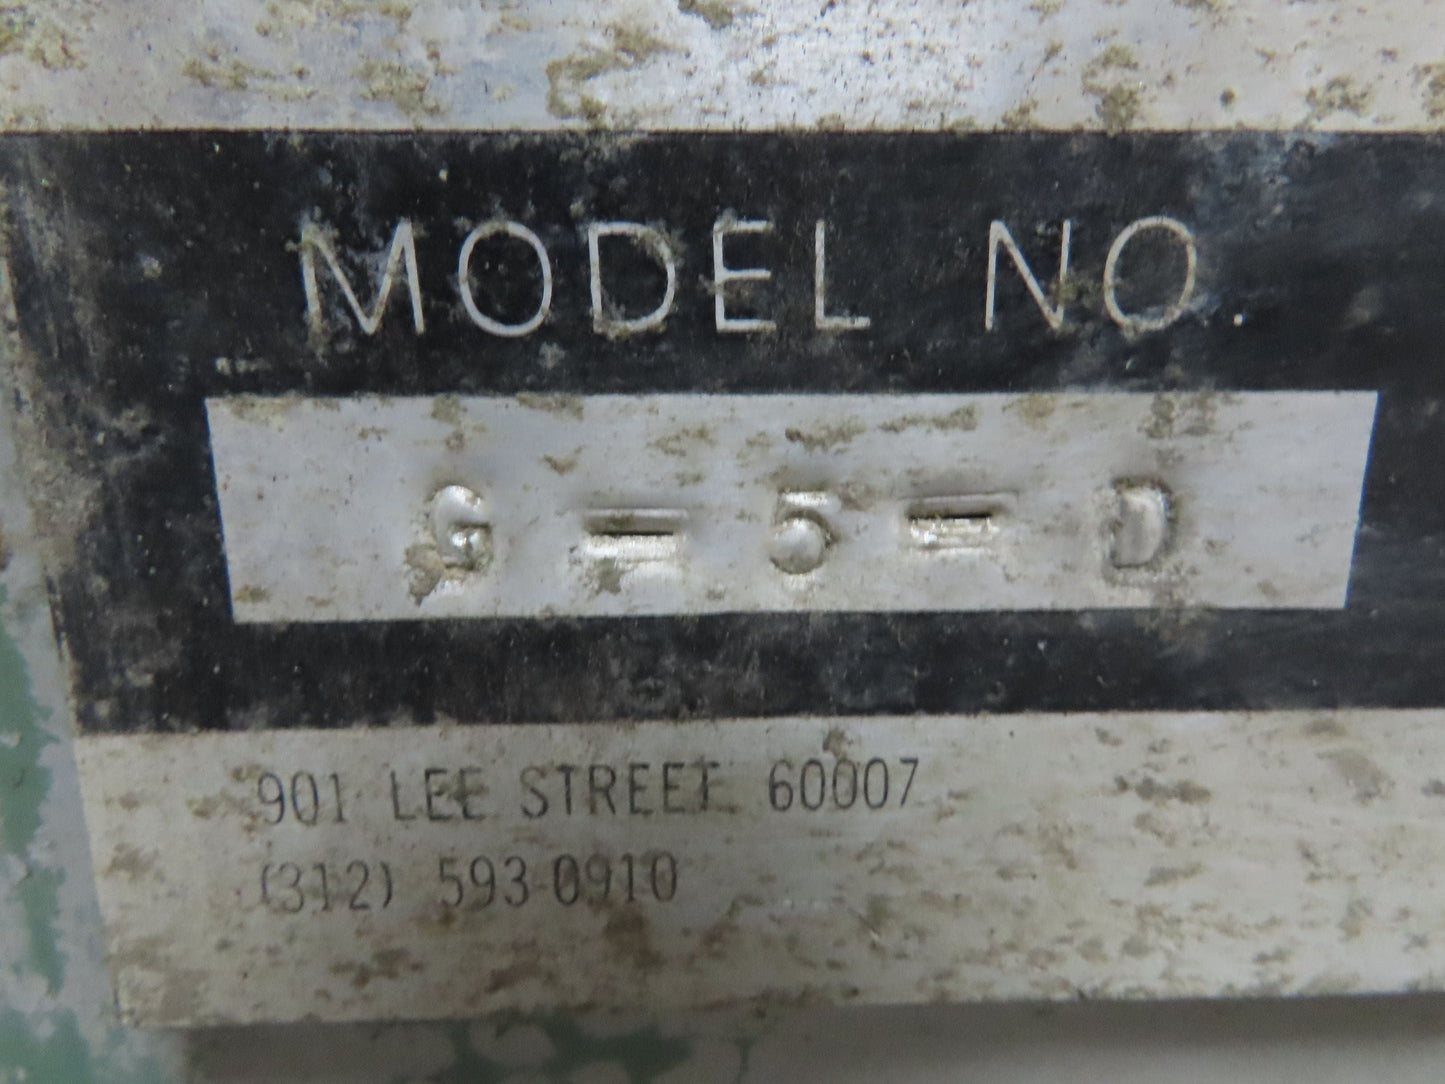 MODEL NO.
G-5-D
901 LEE STREET 60007
(312) 593-0910